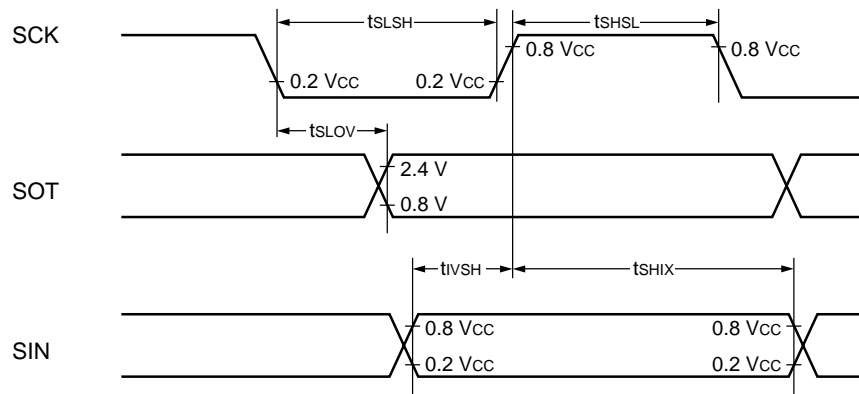 tSLSH tSHSL
SCK
0.8 VCC 0.8 VCC
0.2 VCC 0.2 VCC
tSLOV
2.4 V
SOT
0.8 V
tIVSH tSHIX
0.8 VCC 0.8 VCC
SIN
0.2 VCC 0.2 VCC